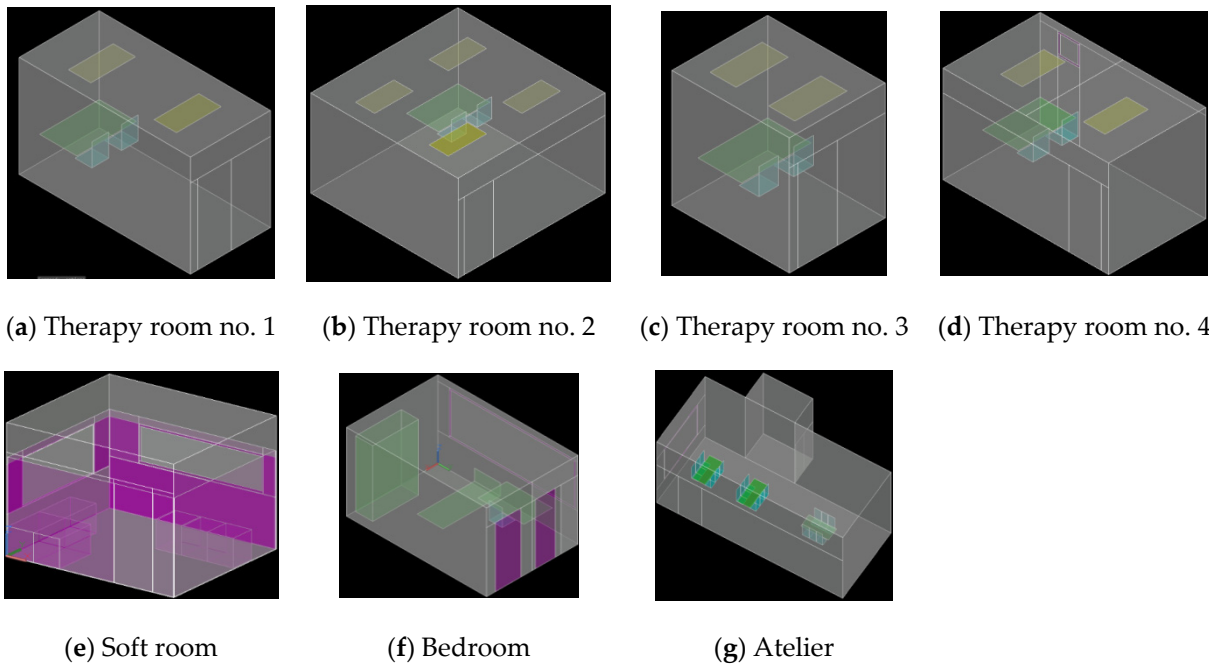 (a) Therapy room no. 1 (b) Therapy room no. 2 (c) Therapy room no. 3 (d) Therapy room no. 4
(e) Soft room (f) Bedroom (g) Atelier